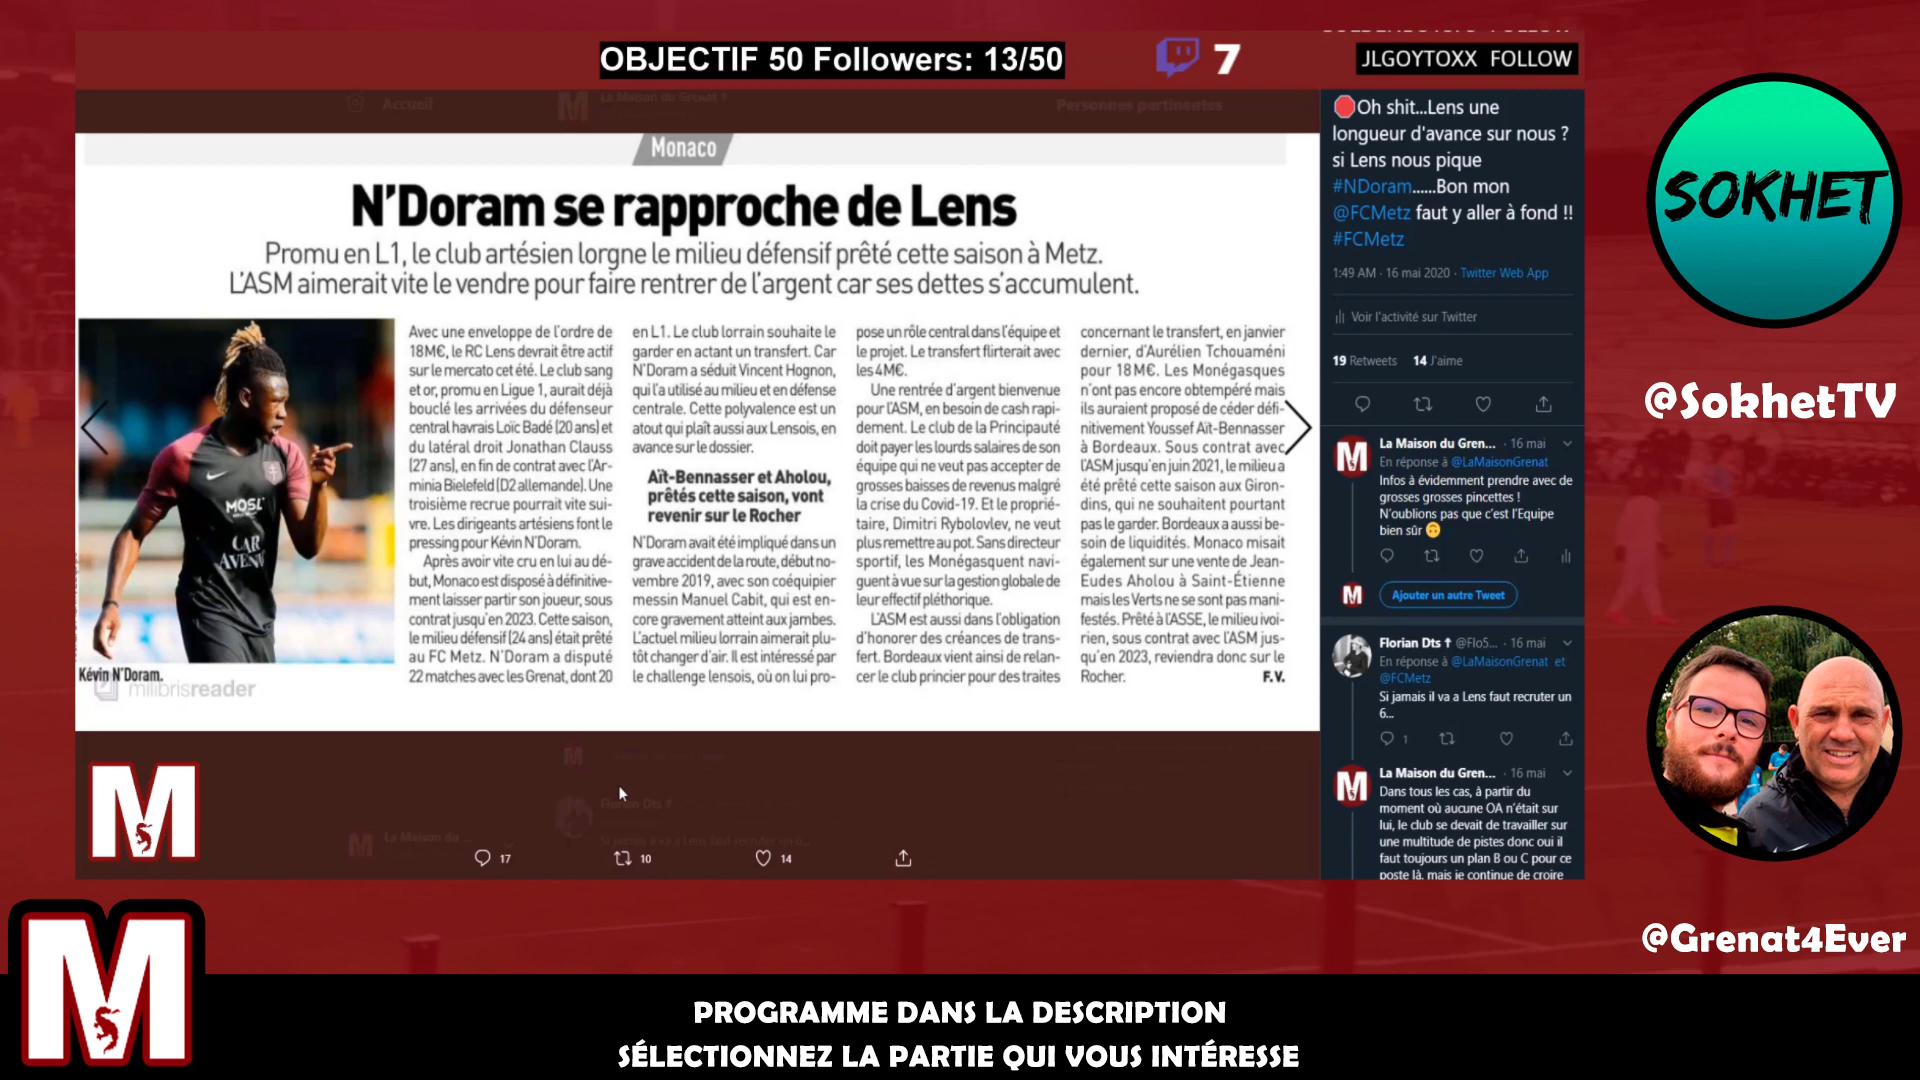 OBJECTIF 50 Followers: 13/50
7
JLGOYTOXX FOLLOW
Accueil
La Maison du Grenat
Personnes pertinentes
Monaco
N'Doram se rapproche de Lens
Promu en L1, le club artésien lorgne le milieu défensif prêté cette saison à Metz.
L'ASM aimerait vite le vendre pour faire rentrer de l'argent car ses dettes s'accumulent.
MOSL
CAR
AVENUE
Kévin N'Doram.
milibrisreader
Avec une enveloppe de l'ordre de
18 M€, le RC Lens devrait être actif
sur le mercato cet été. Le club sang
et or, promu en Ligue 1, aurait déjà
bouclé les arrivées du défenseur
central havrais Loïc Badé (20 ans) et
du latéral droit Jonathan Clauss
(27 ans), en fin de contrat avec l'Ar-
minia Bielefeld (D2 allemande). Une
troisième recrue pourrait vite sui-
vre. Les dirigeants artésiens font le
pressing pour Kévin N'Doram.
Après avoir vite cru en lui au dé-
but, Monaco est disposé à définitive-
ment laisser partir son joueur, sous
contrat jusqu'en 2023. Cette saison,
le milieu défensif (24 ans) était prêté
au FC Metz. N'Doram a disputé
22 matches avec les Grenat, dont 20
en L1. Le club lorrain souhaite le
garder en actant un transfert. Car
N'Doram a séduit Vincent Hognon,
qui l'a utilisé au milieu et en défense
centrale. Cette polyvalence est un
atout qui plaît aussi aux Lensois, en
avance sur le dossier.
Aït-Bennasser et Aholou,
prêtés cette saison, vont
revenir sur le Rocher
N'Doram avait été impliqué dans un
grave accident de la route, début no-
vembre 2019, avec son coéquipier
messin Manuel Cabit, qui est en-
core gravement atteint aux jambes.
L'actuel milieu lorrain aimerait plu-
tôt changer d'air. Il est intéressé par
le challenge lensois, où on lui pro-
pose un rôle central dans l'équipe et
le projet. Le transfert flirterait avec
les 4 M€.
Une rentrée d'argent bienvenue
pour l'ASM, en besoin de cash rapi-
dement. Le club de la Principauté
doit payer les lourds salaires de son
équipe qui ne veut pas accepter de
grosses baisses de revenus malgré
la crise du Covid-19. Et le proprié-
taire, Dimitri Rybolovlev, ne veut
plus remettre au pot. Sans directeur
sportif, les Monégasquent navi-
guent à vue sur la gestion globale de
leur effectif pléthorique.
L'ASM est aussi dans l'obligation
d'honorer des créances de trans-
fert. Bordeaux vient ainsi de relan-
cer le club princier pour des traites
concernant le transfert, en janvier
dernier, d'Aurélien Tchouaméni
pour 18 M€. Les Monégasques
n'ont pas encore obtempéré mais
ils auraient proposé de céder défi-
nitivement Youssef Aït-Bennasser
à Bordeaux. Sous contrat avec
l'ASM jusqu'en juin 2021, le milieu a
été prêté cette saison aux Giron-
dins, qui ne souhaitent pourtant
pas le garder. Bordeaux a aussi be-
soin de liquidités. Monaco misait
également sur une vente de Jean-
Eudes Aholou à Saint-Étienne
mais les Verts ne se sont pas mani-
festés. Prêté à l'ASSE, le milieu ivoi-
rien, sous contrat avec l'ASM jus-
qu'en 2023, reviendra donc sur le
Rocher.
F.V.
Florian Dts
La Maison du ...
17
10
14
Oh shit...Lens une
longueur d'avance sur nous ?
si Lens nous pique
#NDoram......Bon mon
@FCMetz faut y aller à fond !!
#FCMetz
1:49 AM · 16 mai 2020 · Twitter Web App
Voir l'activité sur Twitter
19 Retweets 14 J'aime
La Maison du Gren... · 16 mai
En réponse à @LaMaisonGrenat
Infos à évidemment prendre avec de
grosses grosses pincettes !
N'oublions pas que c'est l'Equipe
bien sûr 🙃
Ajouter un autre Tweet
Florian Dts @Flo5... · 16 mai
En réponse à @LaMaisonGrenat et
@FCMetz
Si jamais il va a Lens faut recruter un
6...
1
La Maison du Gren... · 16 mai
Dans tous les cas, à partir du
moment où aucune OA n'était sur
lui, le club se devait de travailler sur
une multitude de pistes donc oui il
faut toujours un plan B ou C pour ce
poste là, mais je continue de croire
SOKHET
@SokhetTV
@Grenat4Ever
M
M
PROGRAMME DANS LA DESCRIPTION
SÉLECTIONNEZ LA PARTIE QUI VOUS INTÉRESSE